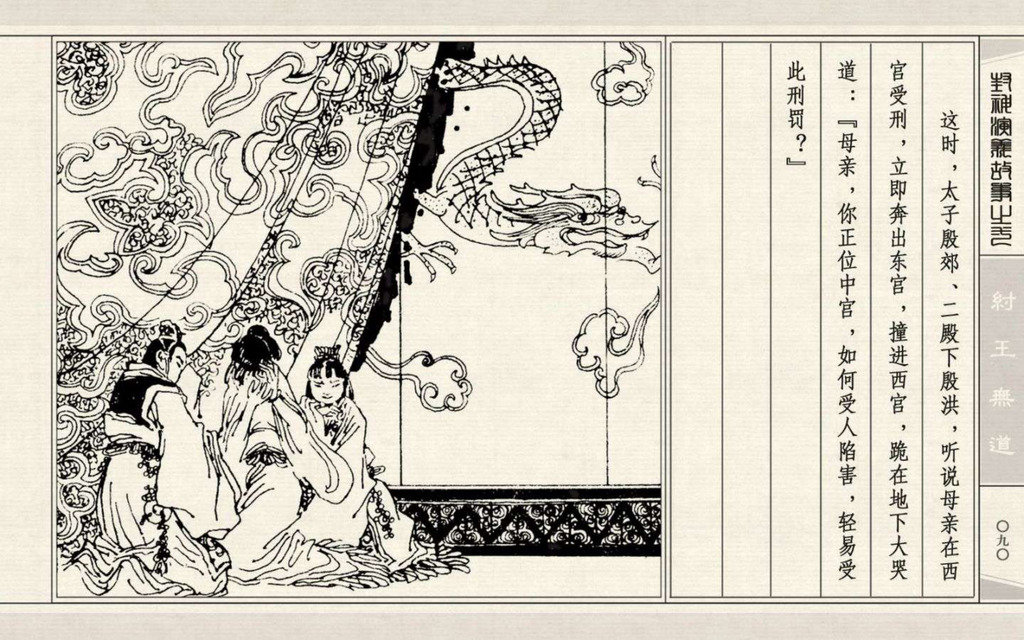 封神演義故事之
紂王無道
〇九〇
这时，太子殷郊、二殿下殷洪，听说母亲在西
宫受刑，立即奔出东宫，撞进西宫，跪在地下大哭
道：『母亲，你正位中宫，如何受人陷害，轻易受
此刑罚？』